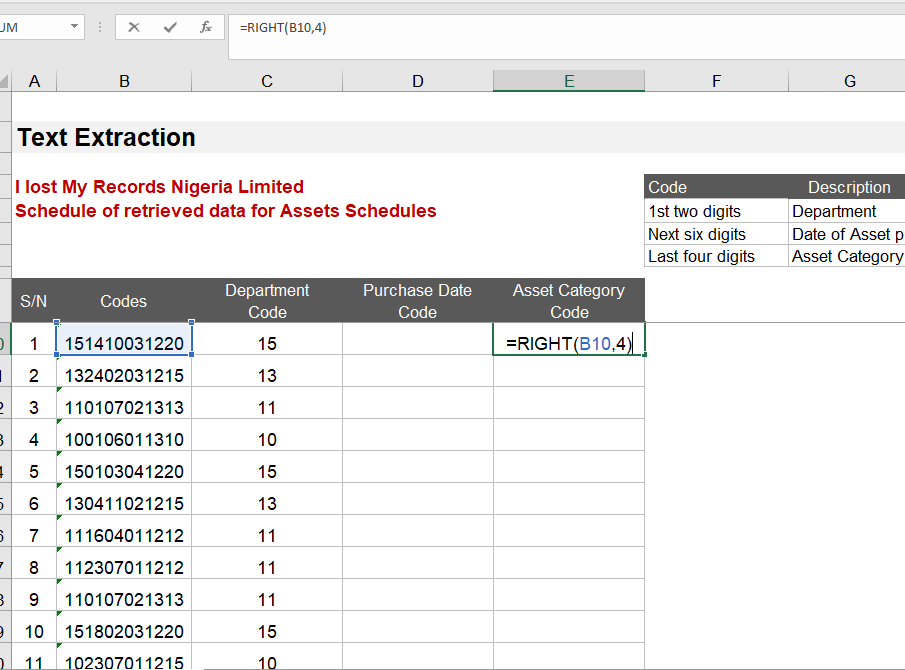 UM fx =RIGHT(B10,4)
A B C D E F G
Text Extraction
I lost My Records Nigeria Limited
Schedule of retrieved data for Assets Schedules
Code Description
1st two digits Department
Next six digits Date of Asset p
Last four digits Asset Category
S/N Codes Department Code Purchase Date Code Asset Category Code
1 151410031220 15 =RIGHT(B10,4)
2 132402031215 13
3 110107021313 11
4 100106011310 10
5 150103041220 15
6 130411021215 13
7 111604011212 11
8 112307011212 11
9 110107021313 11
10 151802031220 15
11 102307011215 10